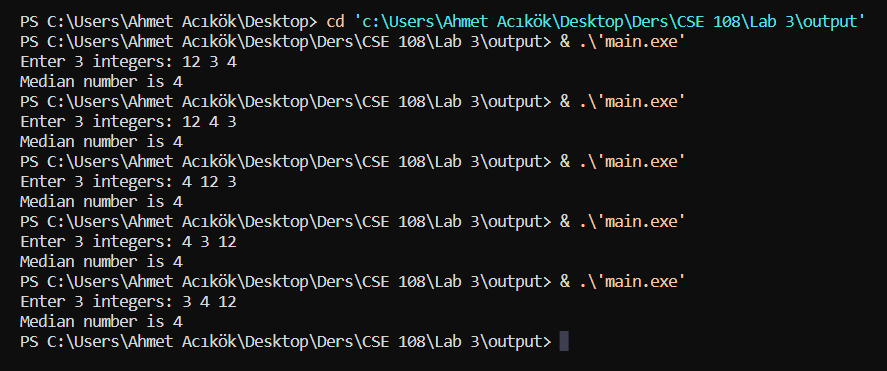 PS C:\Users\Ahmet Acıkök\Desktop> cd 'c:\Users\Ahmet Acıkök\Desktop\Ders\CSE 108\Lab 3\output'
PS C:\Users\Ahmet Acıkök\Desktop\Ders\CSE 108\Lab 3\output> & .\'main.exe'
Enter 3 integers: 12 3 4
Median number is 4
PS C:\Users\Ahmet Acıkök\Desktop\Ders\CSE 108\Lab 3\output> & .\'main.exe'
Enter 3 integers: 12 4 3
Median number is 4
PS C:\Users\Ahmet Acıkök\Desktop\Ders\CSE 108\Lab 3\output> & .\'main.exe'
Enter 3 integers: 4 12 3
Median number is 4
PS C:\Users\Ahmet Acıkök\Desktop\Ders\CSE 108\Lab 3\output> & .\'main.exe'
Enter 3 integers: 4 3 12
Median number is 4
PS C:\Users\Ahmet Acıkök\Desktop\Ders\CSE 108\Lab 3\output> & .\'main.exe'
Enter 3 integers: 3 4 12
Median number is 4
PS C:\Users\Ahmet Acıkök\Desktop\Ders\CSE 108\Lab 3\output>